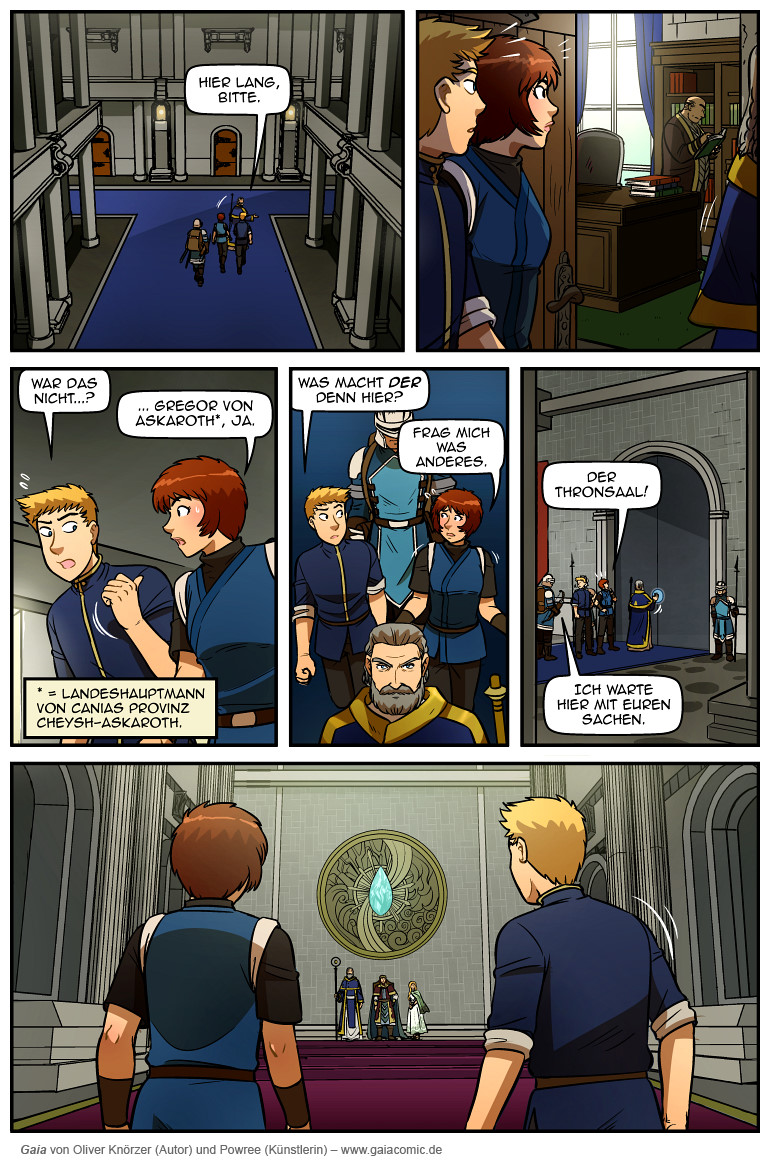 HIER LANG,
BITTE.
WAR DAS
NICHT...?
... GREGOR VON
ASKAROTH*, JA.
* = LANDESHAUPTMANN
VON CANIAS PROVINZ
CHEYSH-ASKAROTH.
WAS MACHT DER
DENN HIER?
FRAG MICH
WAS
ANDERES.
DER
THRONSAAL!
ICH WARTE
HIER MIT EUREN
SACHEN.
Gaia von Oliver Knörzer (Autor) und Powree (Künstlerin) – www.gaiacomic.de